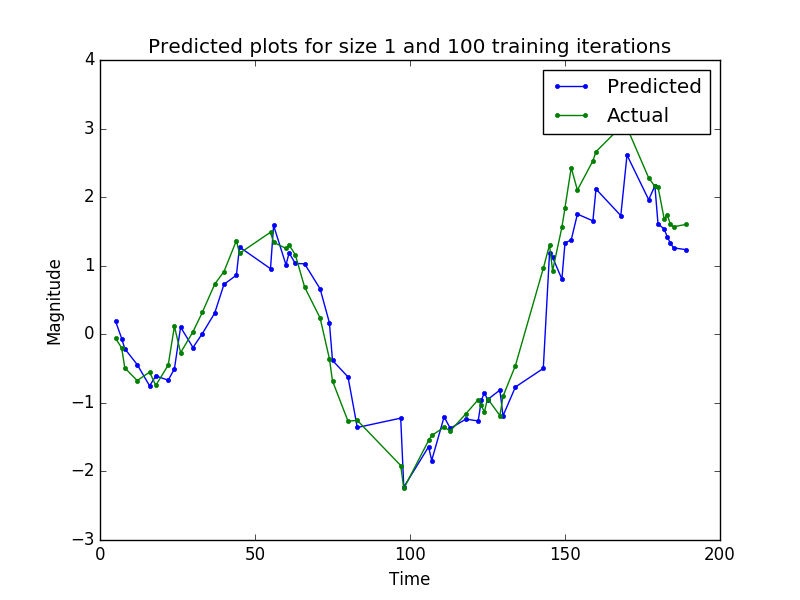 Predicted plots for size 1 and 100 training iterations
Predicted
Actual
4
3
2
1
0
−1
−2
−3
Magnitude
0
50
100
150
200
Time